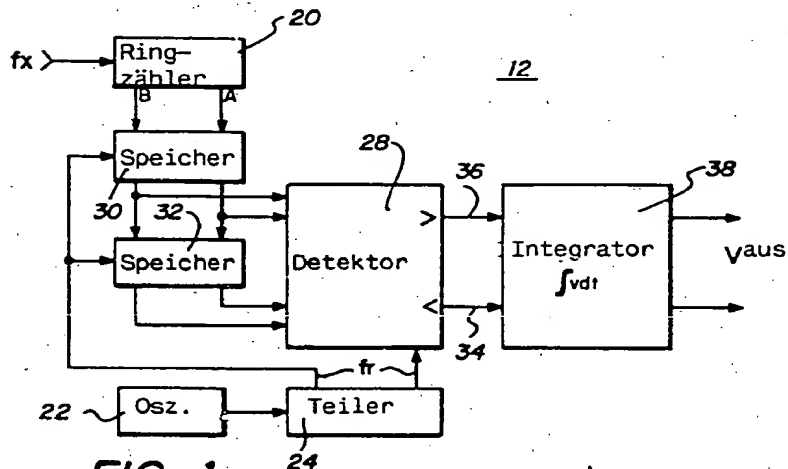 20
fx
Ring-
zähler
12
B A
Speicher
28
36
38
30
32
>
Integrator
∫vdt
Vaus
Speicher
Detektor
<
34
fr
22
Osz.
Teiler
24
FIG. 1